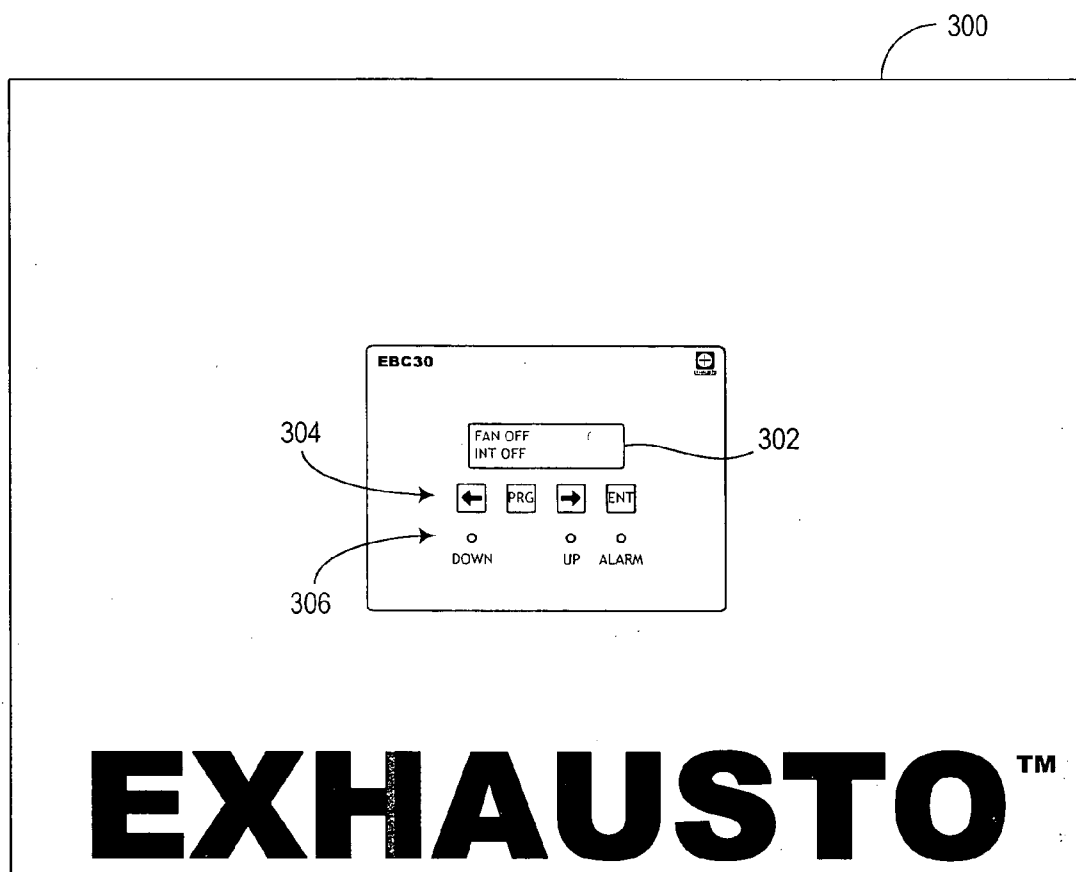 300
EBC30
FAN OFF
INT OFF
302
304
PRG
ENT
306
DOWN
UP
ALARM
EXHAUSTO™